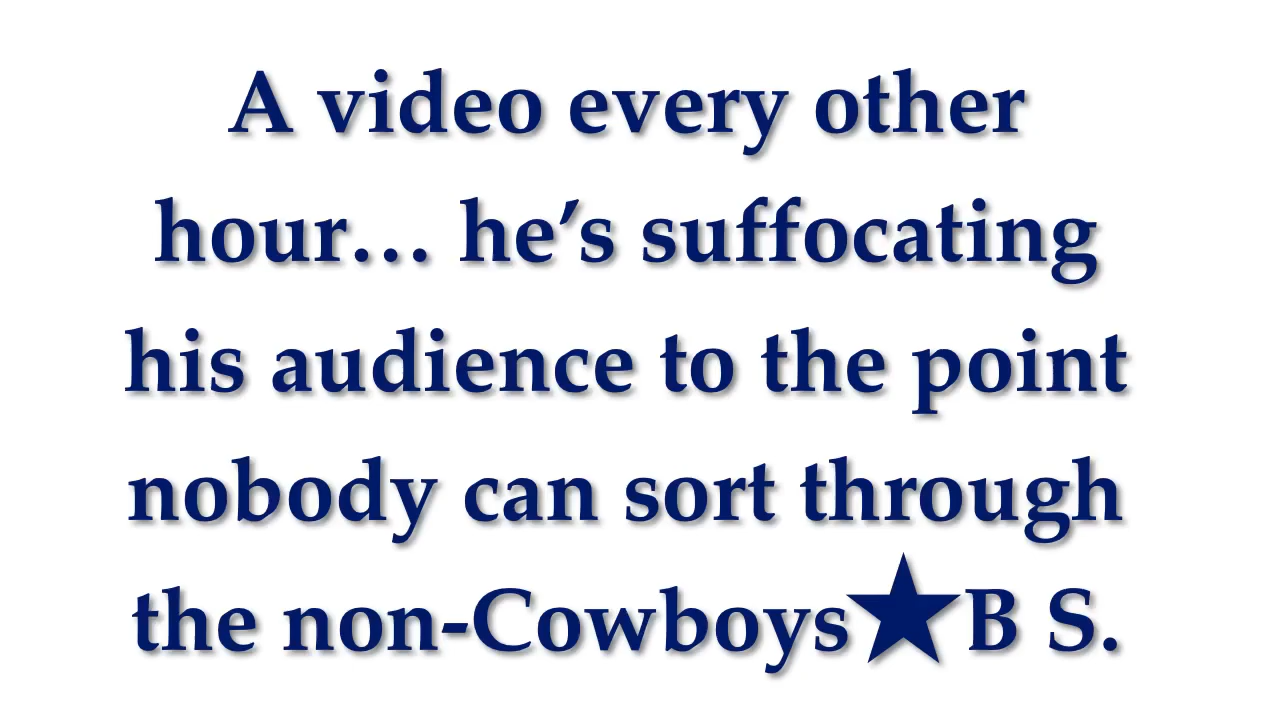 A video every other
hour… he’s suffocating
his audience to the point
nobody can sort through
the non-Cowboys★B S.